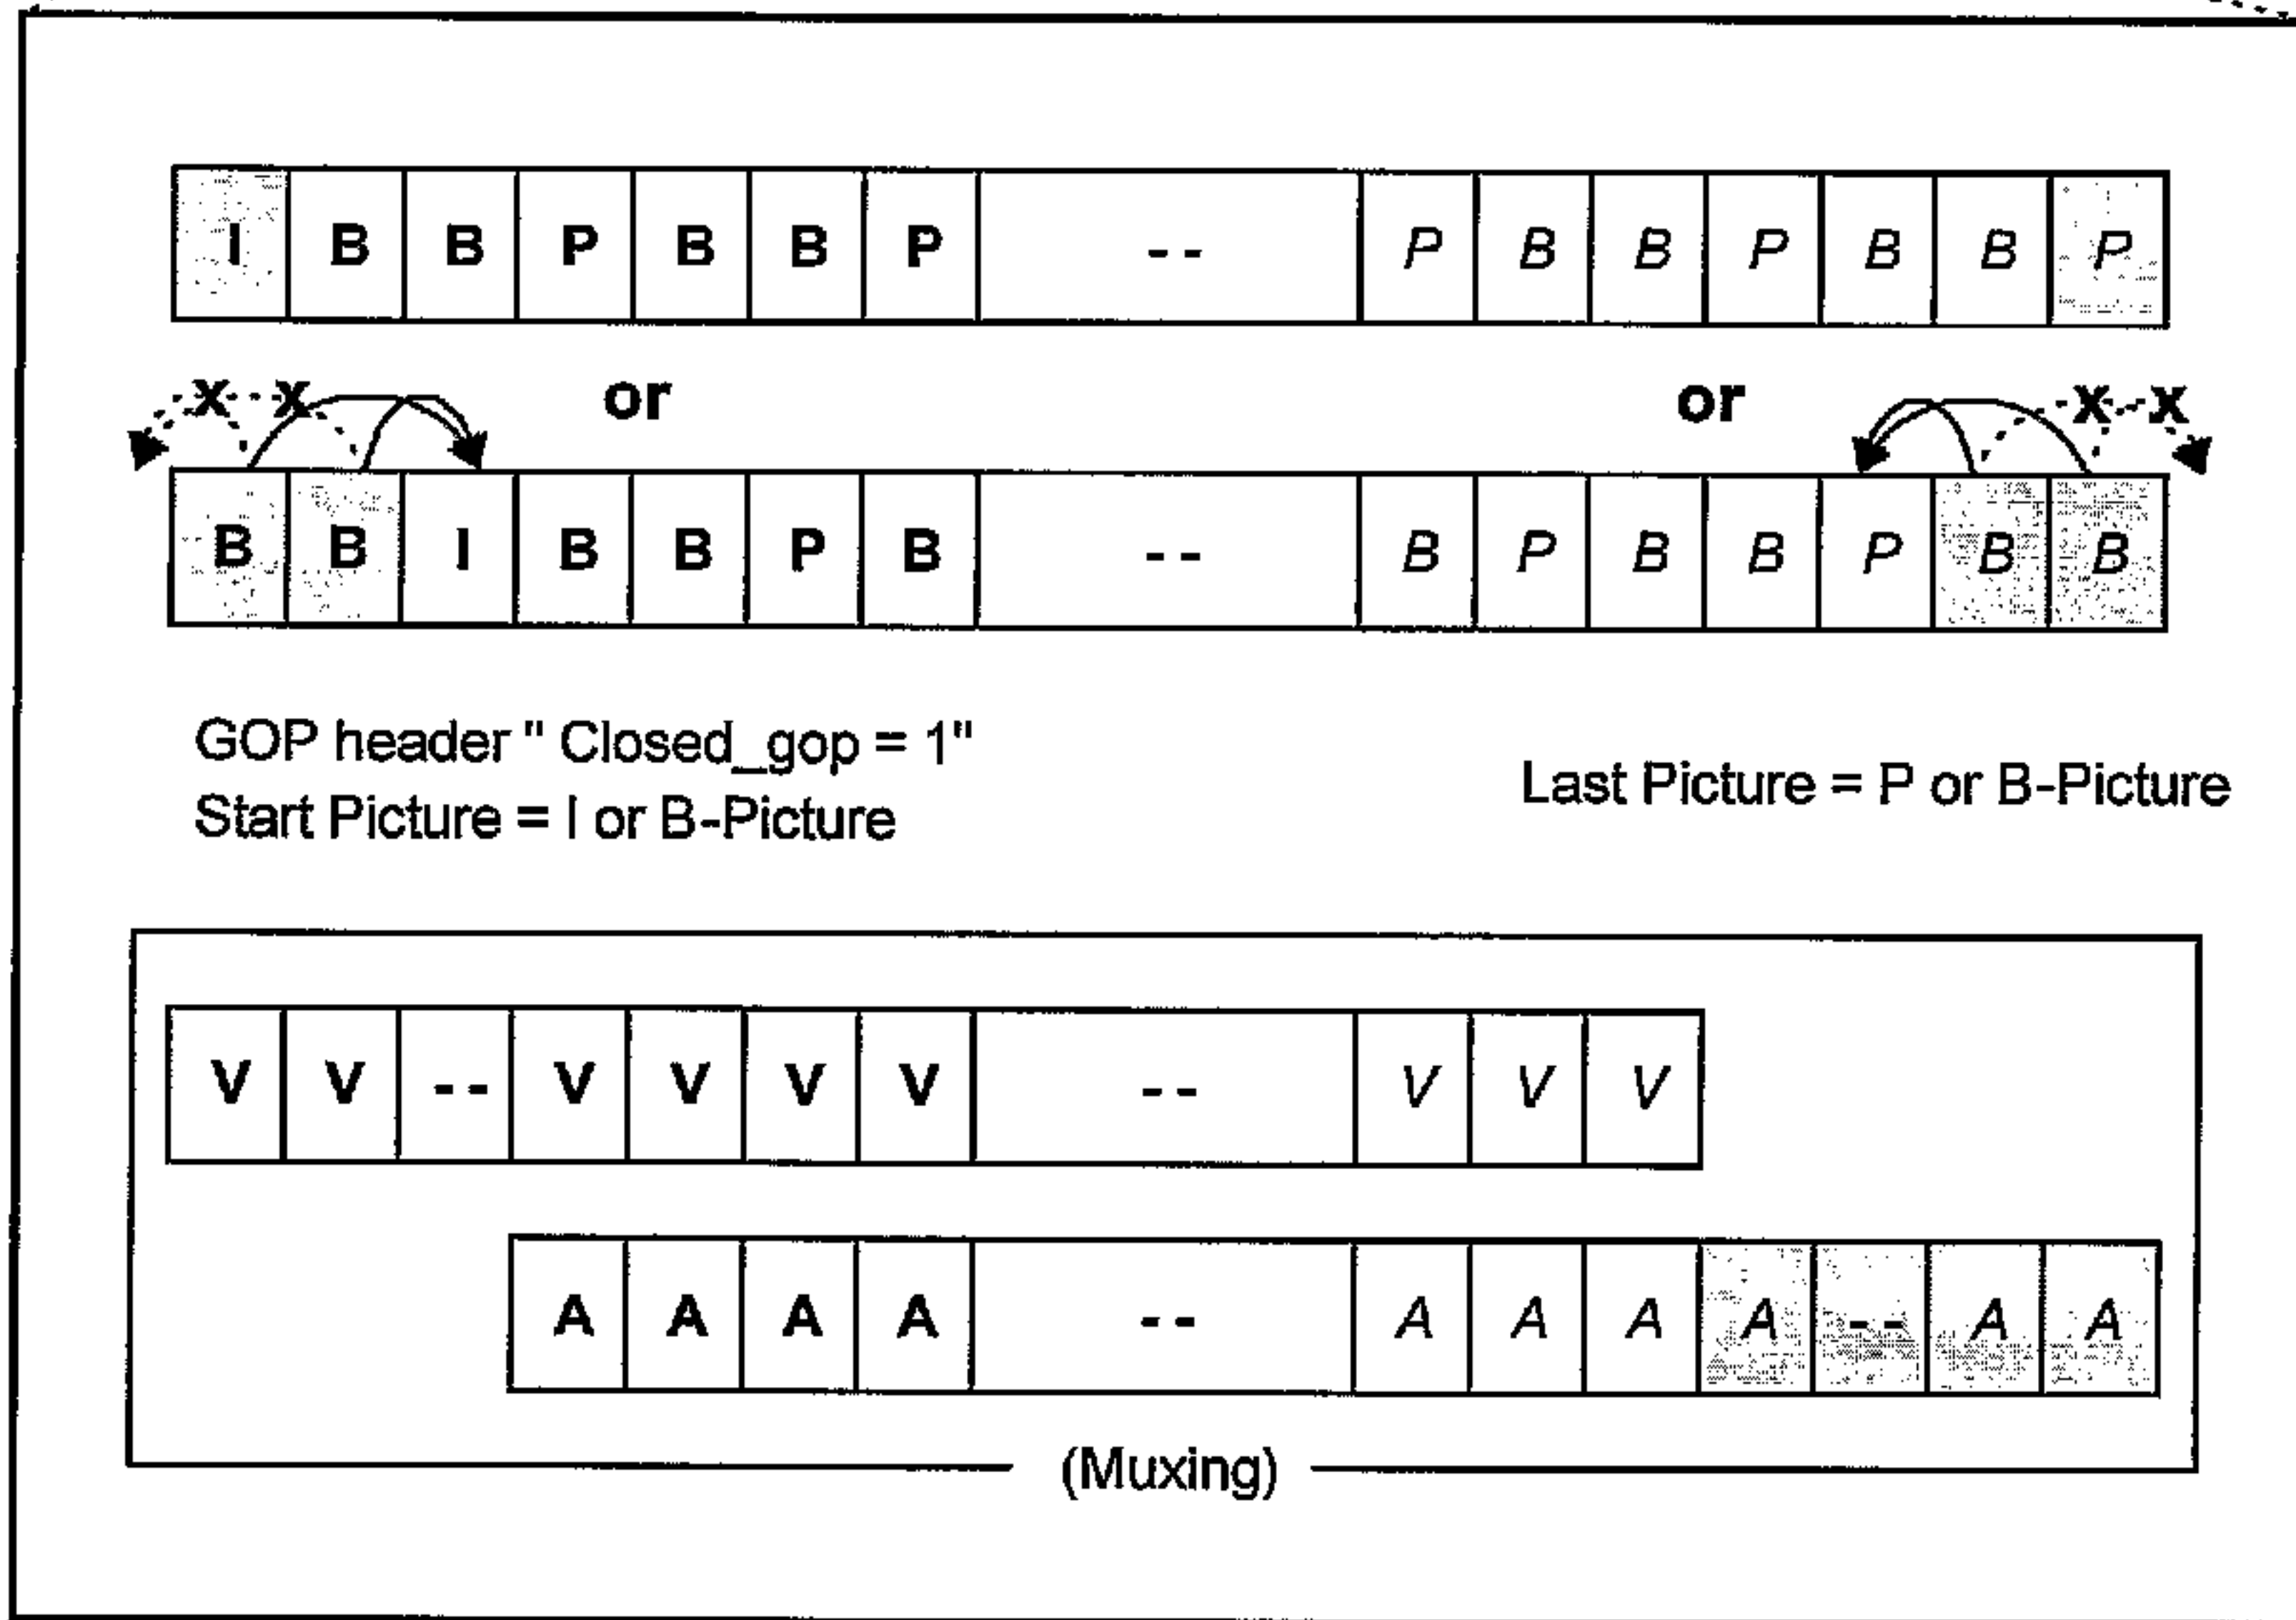 I B B P B B P -- P B B P B B P
x x or or x x
B B I B B P B -- B P B B P B B
GOP header " Closed_gop = 1"
Start Picture = I or B-Picture
Last Picture = P or B-Picture
V V -- V V V V -- V V V
A A A A -- A A A A -- A A
(Muxing)